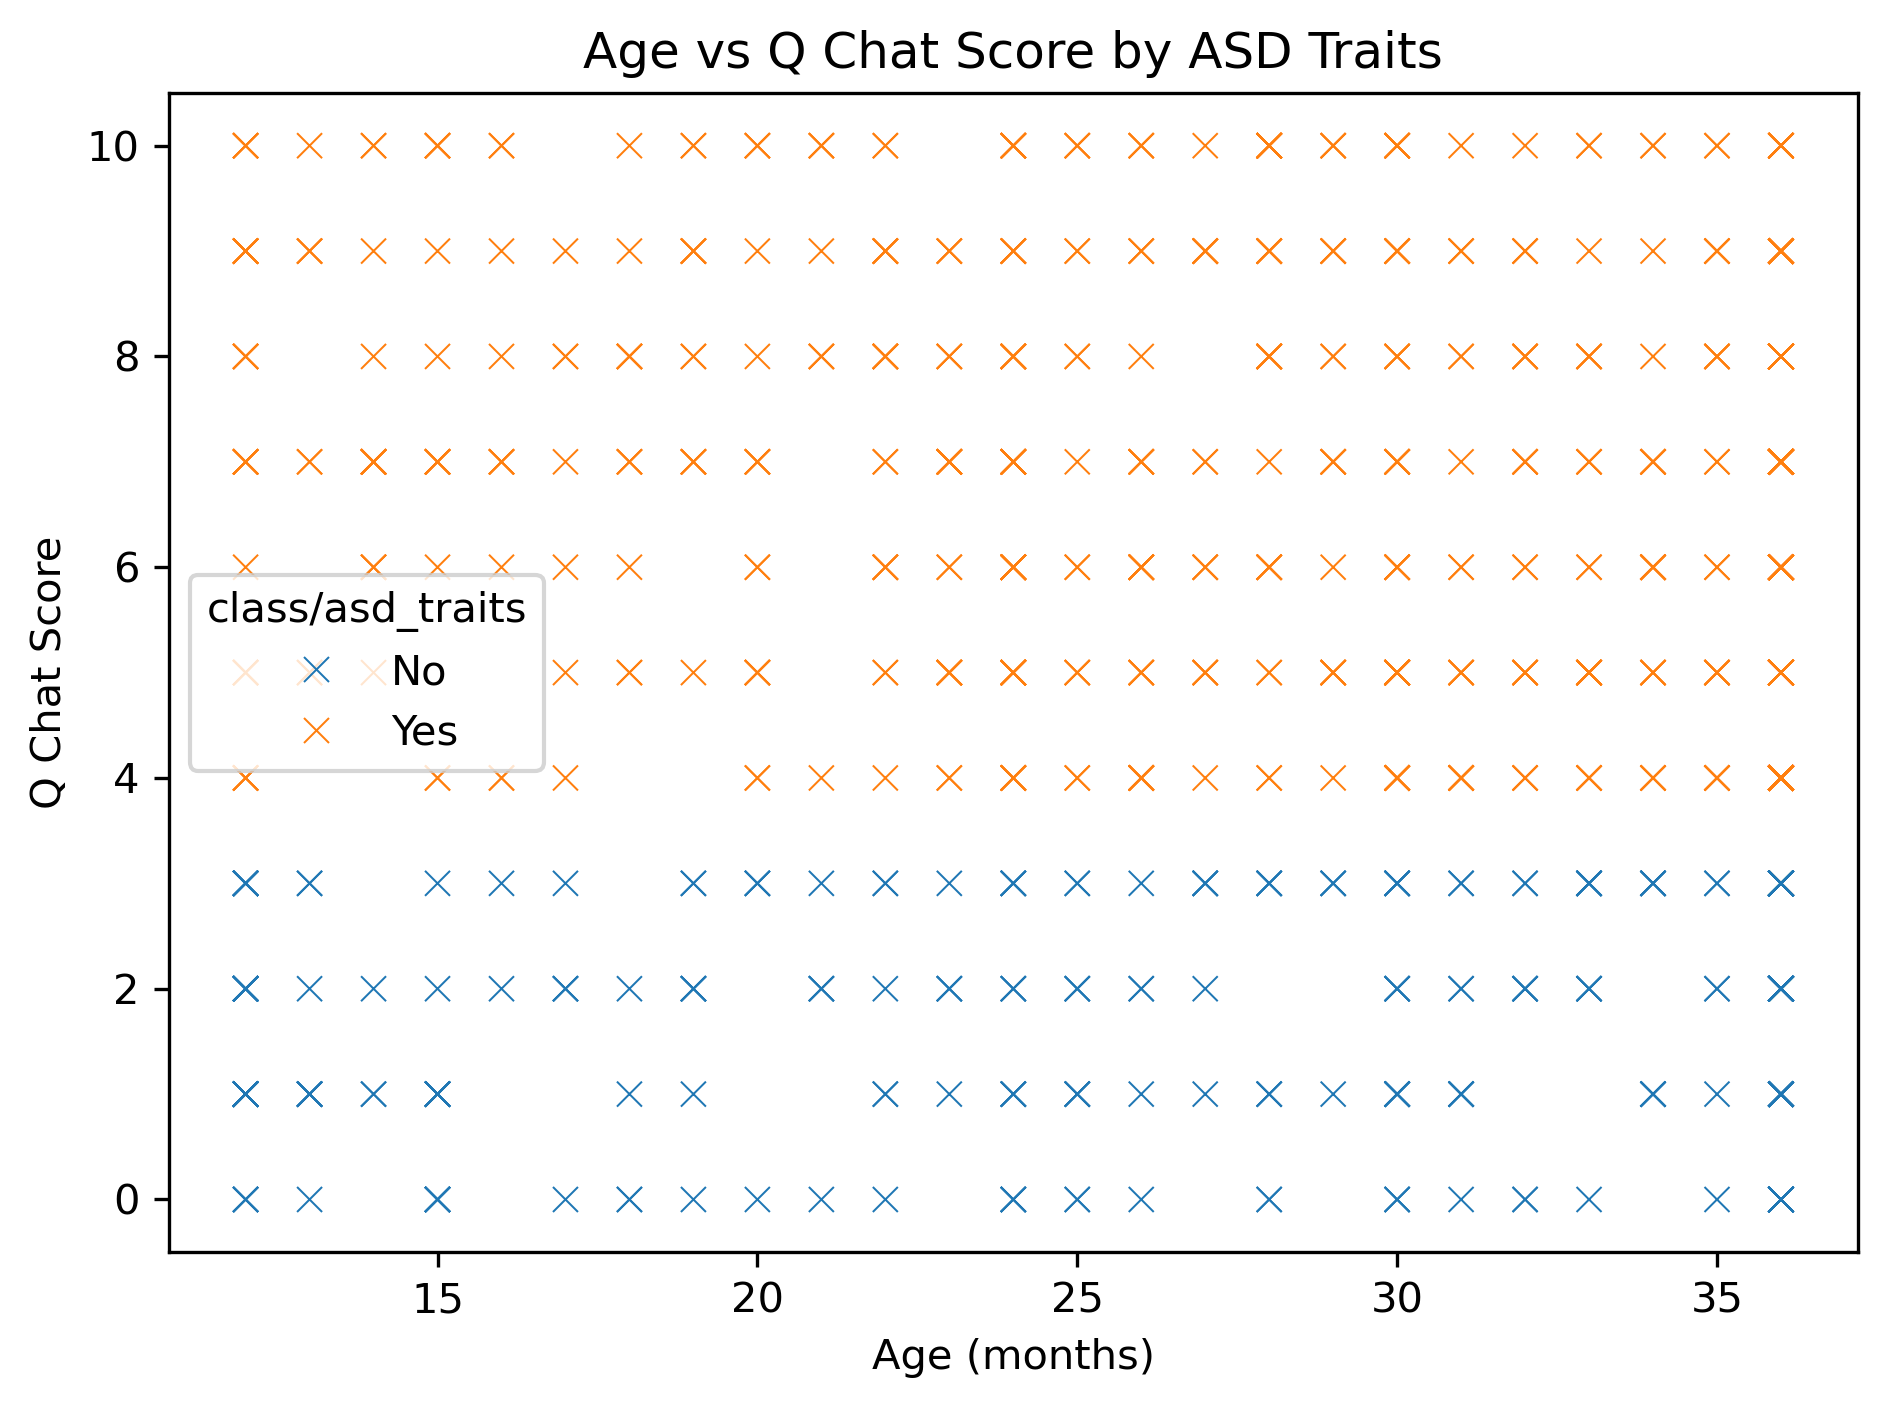 Age vs Q Chat Score by ASD Traits
Q Chat Score
10
8
6
4
2
0
class/asd_traits
No
Yes
15 20 25 30 35
Age (months)